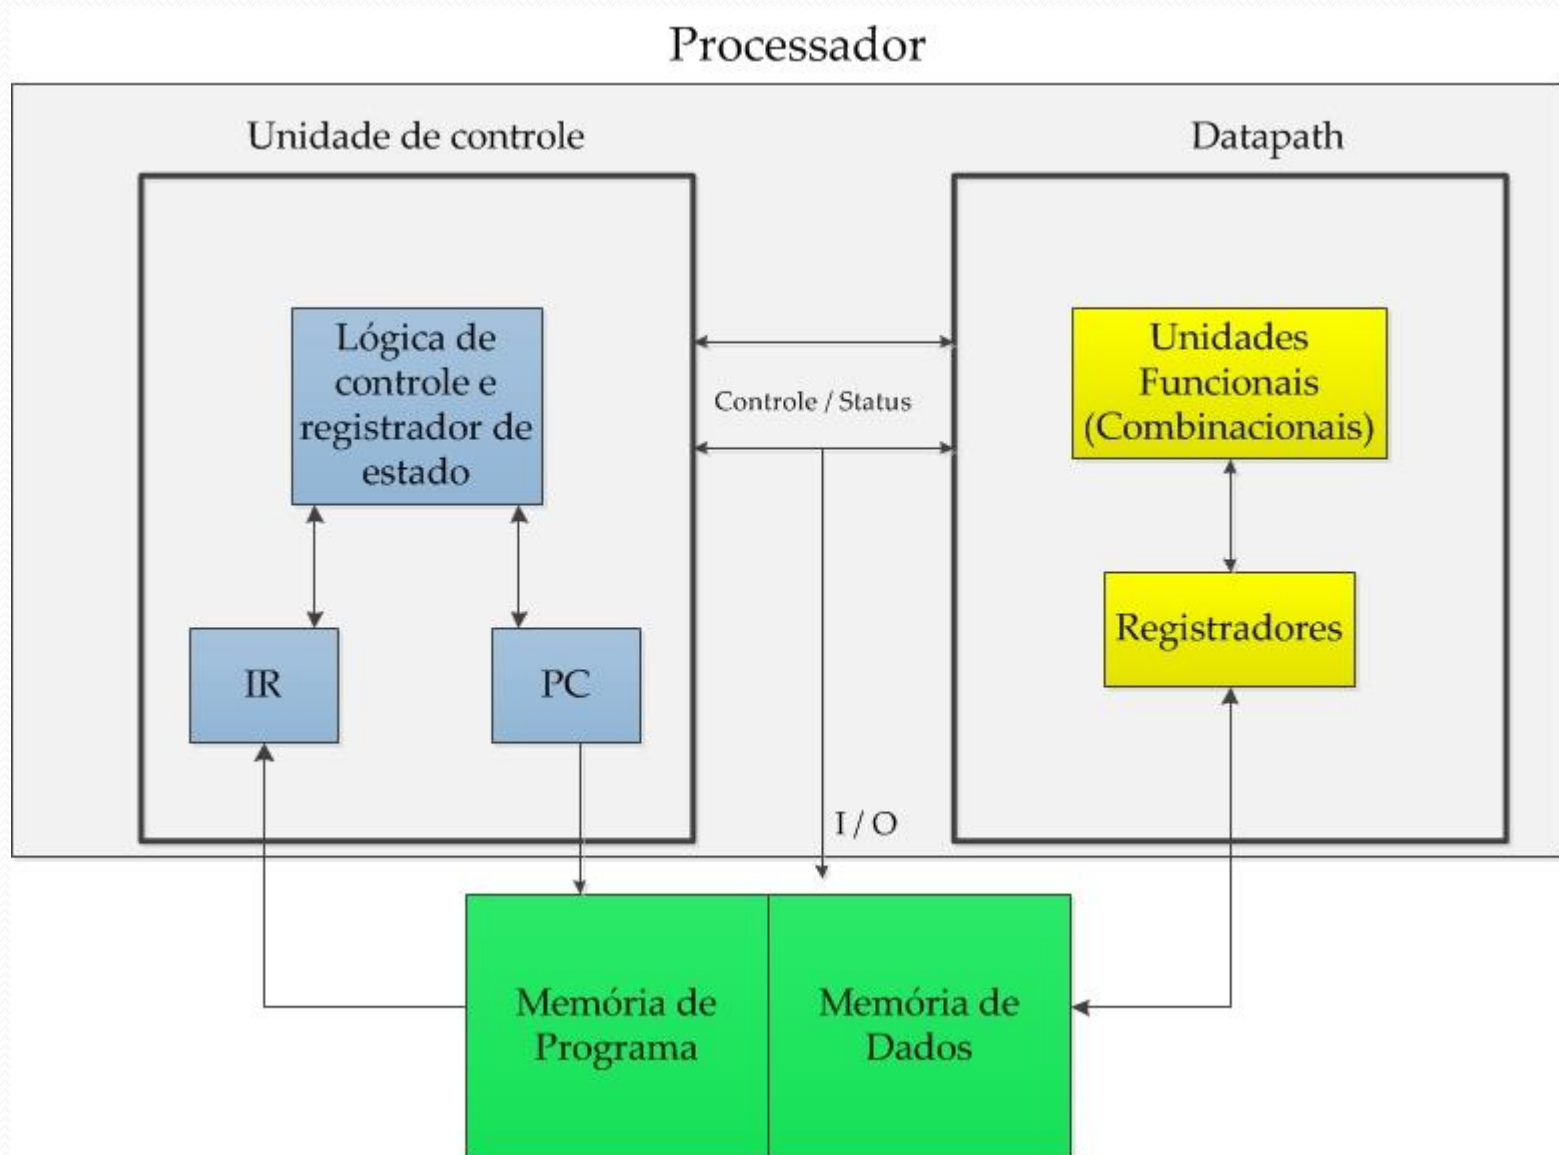 Processador
Unidade de controle
Datapath
Lógica de
controle e
registrador de
estado
Controle / Status
Unidades
Funcionais
(Combinacionais)
IR
PC
Registradores
I / O
Memória de
Programa
Memória de
Dados